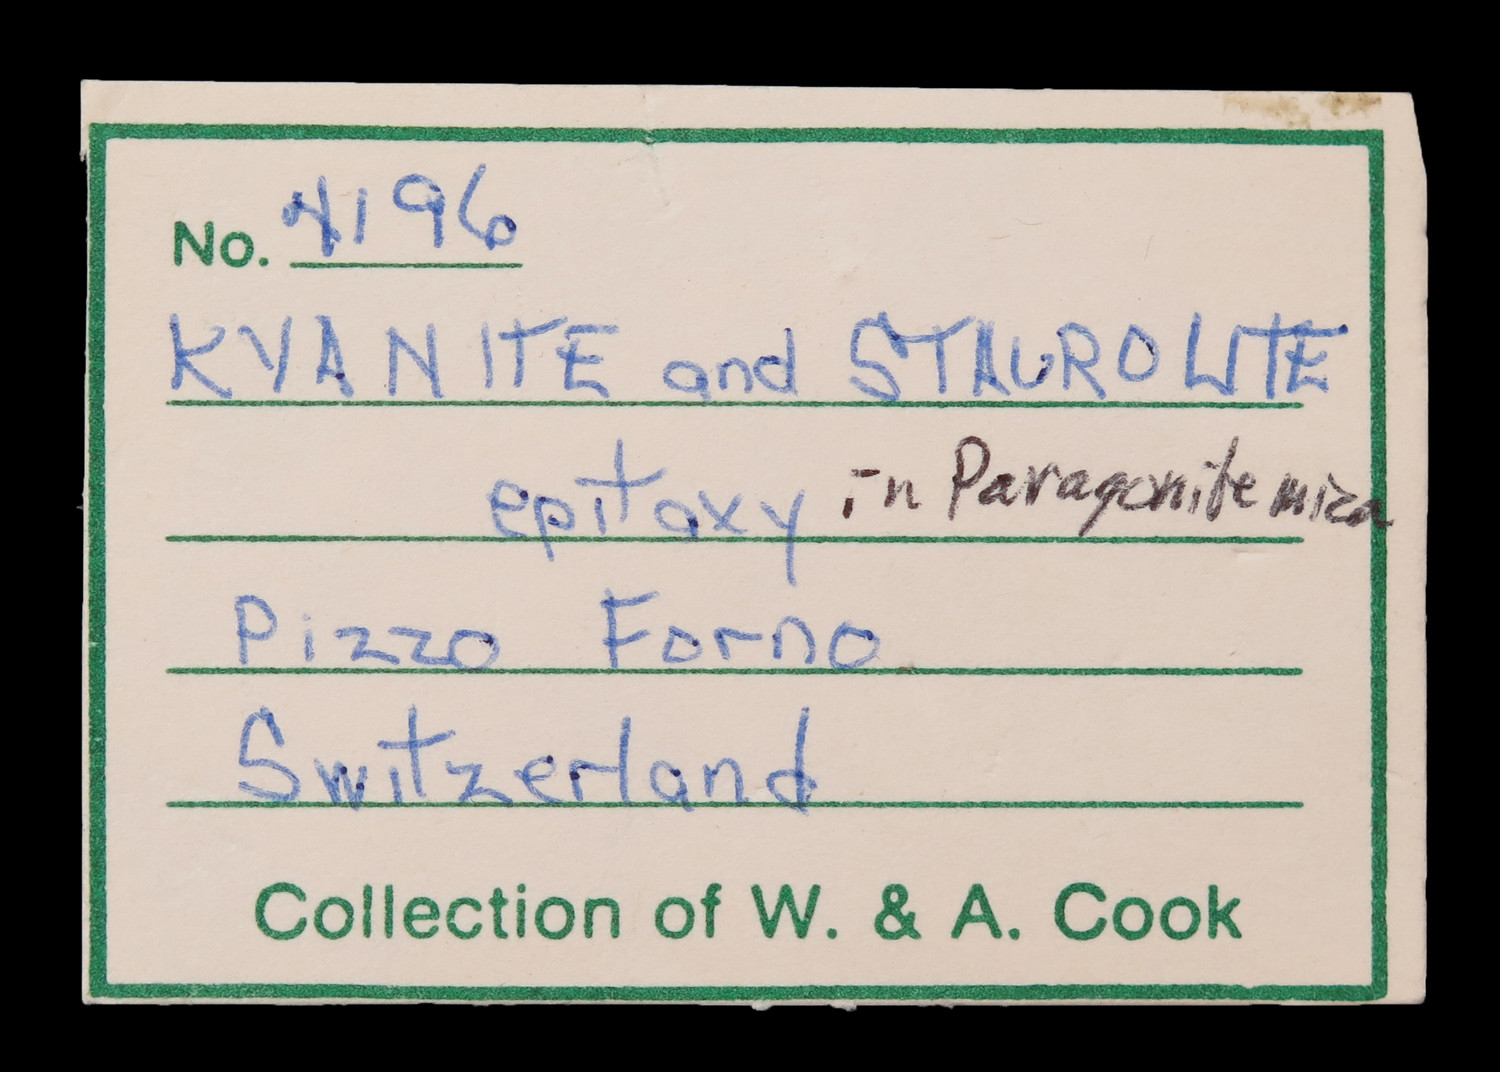 No. 4196
KYANITE and STAUROLITE
epitaxy in Paragonite mica
Pizzo Forno
Switzerland
Collection of W. & A. Cook